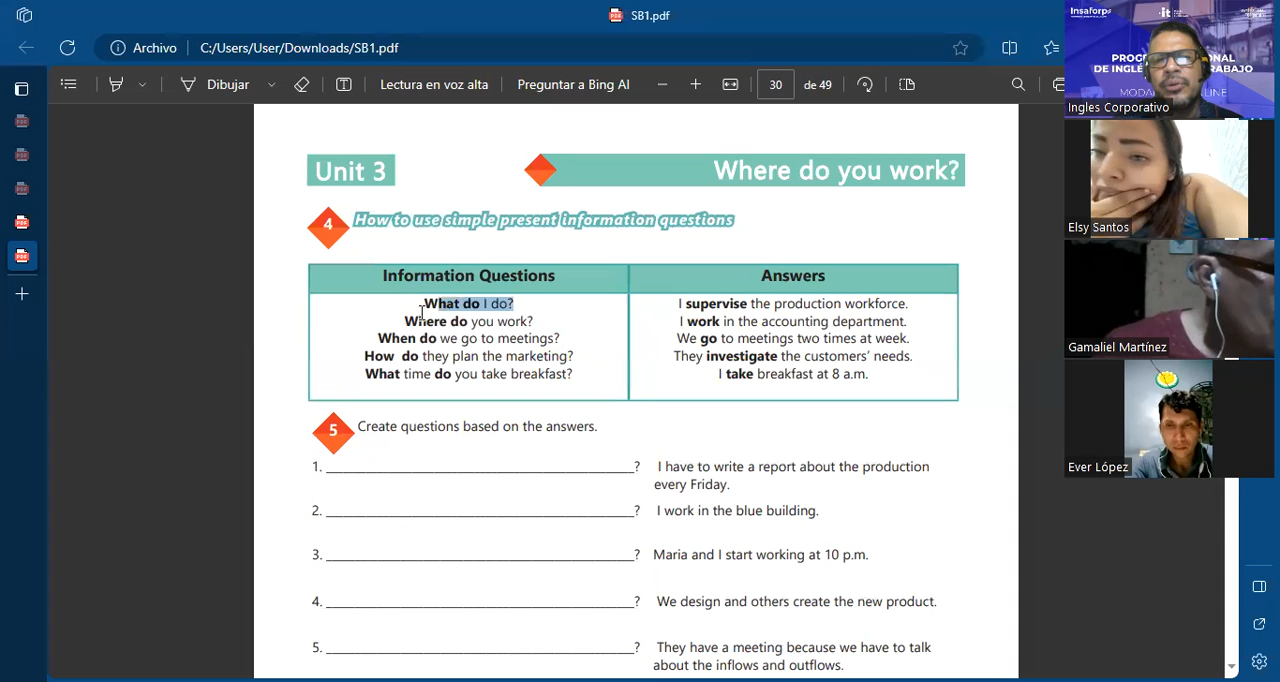 SB1.pdf
Archivo C:/Users/User/Downloads/SB1.pdf
Dibujar Lectura en voz alta Preguntar a Bing AI 30 de 49
Unit 3 Where do you work?
4 How to use simple present information questions
Information Questions Answers
What do I do? I supervise the production workforce.
Where do you work? I work in the accounting department.
When do we go to meetings? We go to meetings two times at week.
How do they plan the marketing? They investigate the customers' needs.
What time do you take breakfast? I take breakfast at 8 a.m.
5 Create questions based on the answers.
1. ______________________________________? I have to write a report about the production
every Friday.
2. ______________________________________? I work in the blue building.
3. ______________________________________? Maria and I start working at 10 p.m.
4. ______________________________________? We design and others create the new product.
5. ______________________________________? They have a meeting because we have to talk
about the inflows and outflows.
Insaforp it
Ingles Corporativo
Elsy Santos
Gamaliel Martínez
Ever López